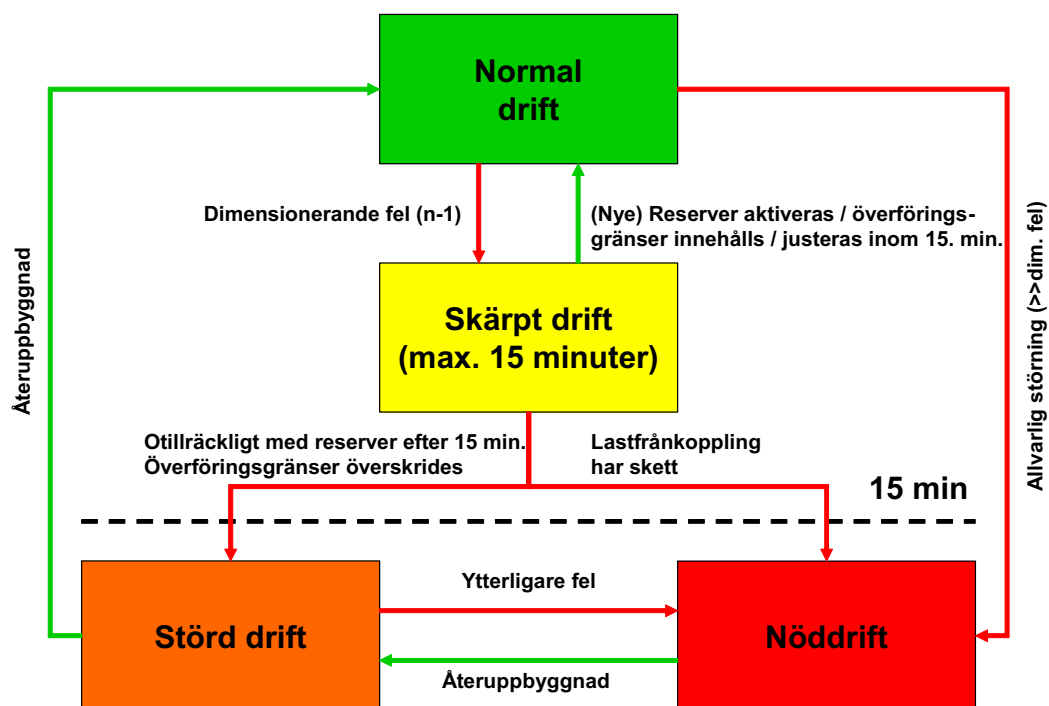 Normal
drift
Dimensionerande fel (n-1)
(Nye) Reserver aktiveras / överförings-
gränser innehålls / justeras inom 15. min.
Återuppbyggnad
Allvarlig störning (>>dim. fel)
Skärpt drift
(max. 15 minuter)
Otillräckligt med reserver efter 15 min.
Överföringsgränser överskrides
Lastfrånkoppling
har skett
15 min
Störd drift
Ytterligare fel
Återuppbyggnad
Nöddrift